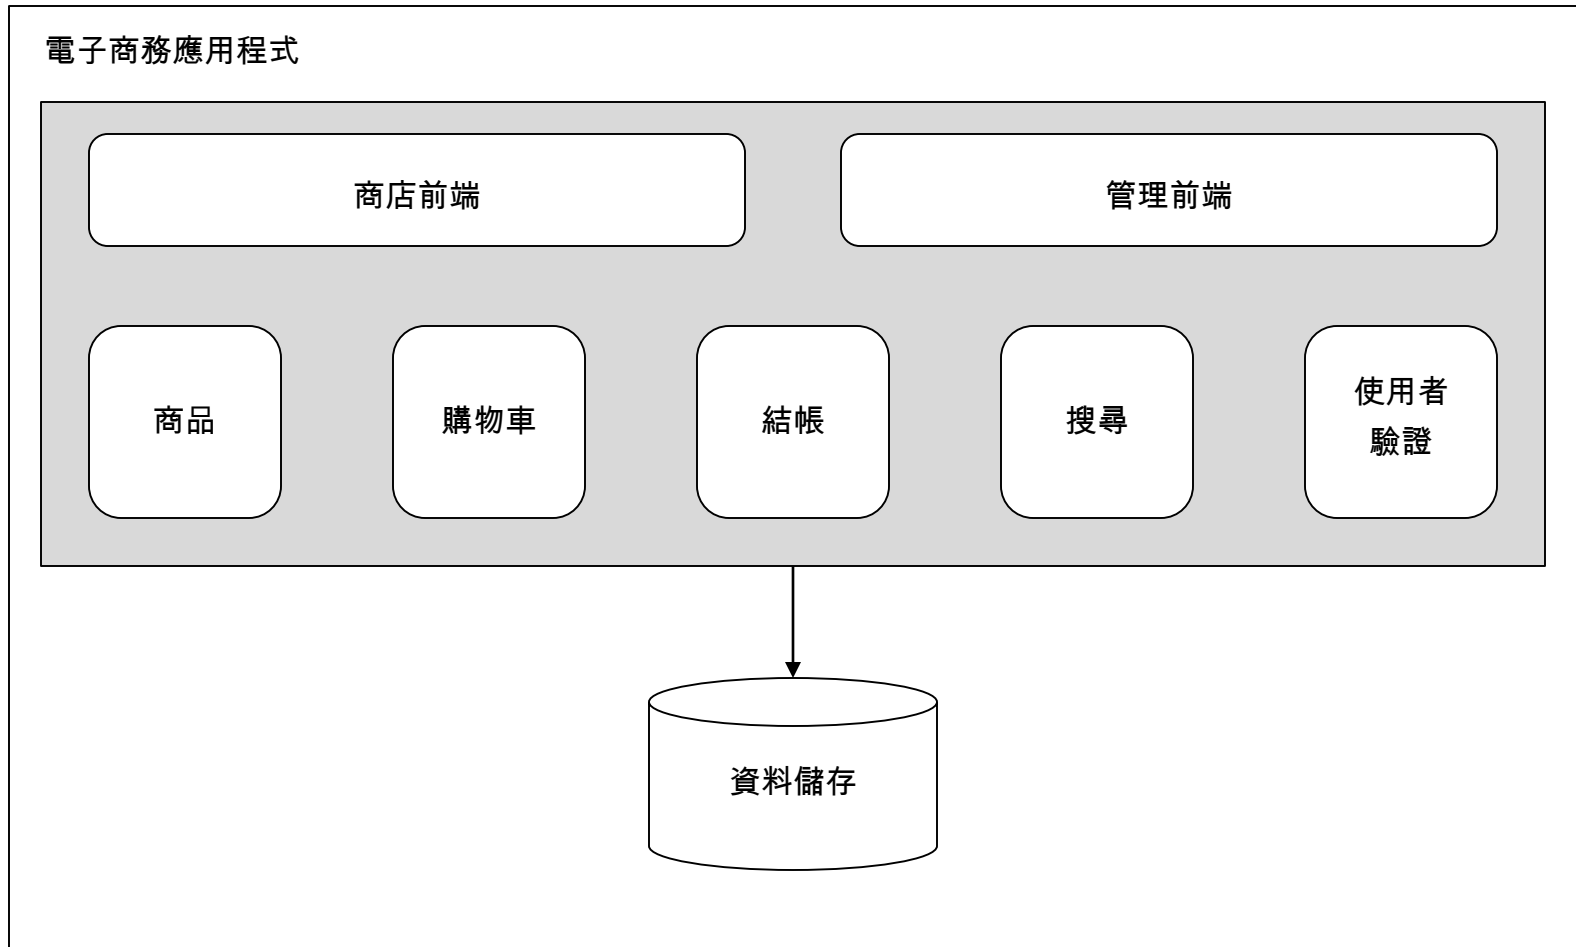 電子商務應用程式
商店前端
管理前端
商品
購物車
結帳
搜尋
使用者
驗證
資料儲存